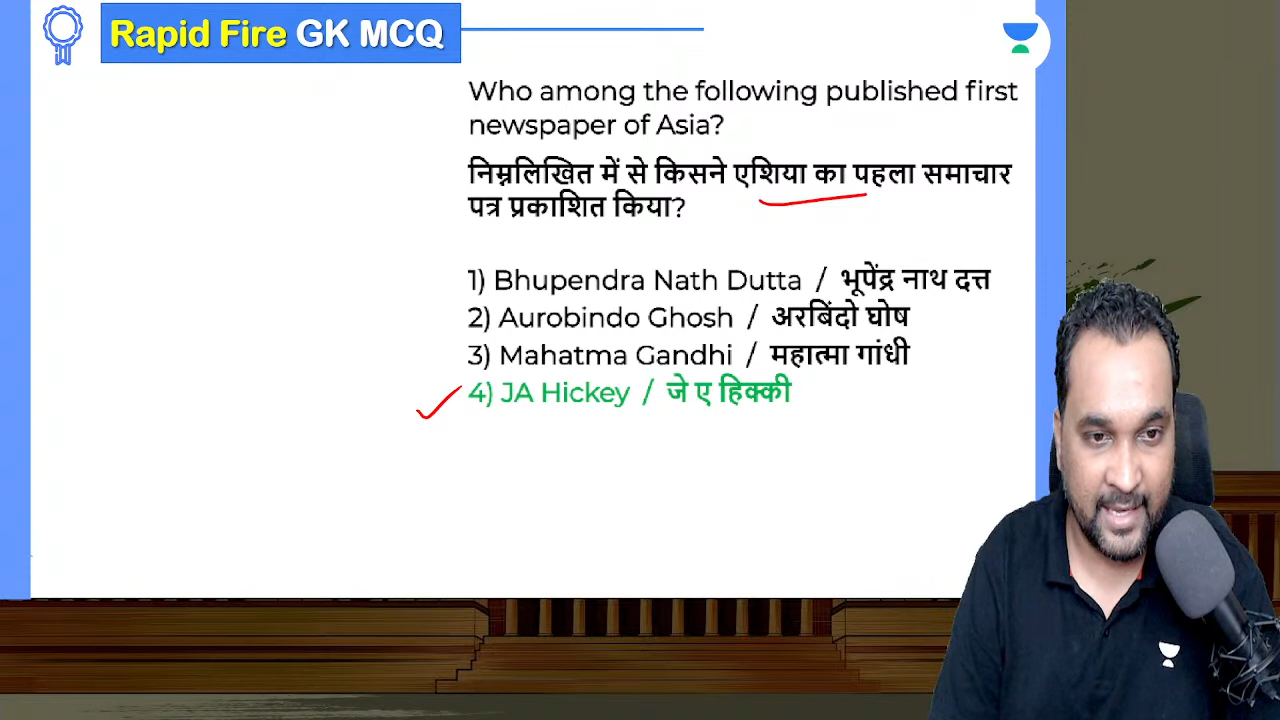 Rapid Fire GK MCQ
Who among the following published first
newspaper of Asia?
निम्नलिखित में से किसने एशिया का पहला समाचार
पत्र प्रकाशित किया?
1) Bhupendra Nath Dutta / भूपेंद्र नाथ दत्त
2) Aurobindo Ghosh / अरबिंदो घोष
3) Mahatma Gandhi / महात्मा गांधी
4) JA Hickey / जे ए हिक्की